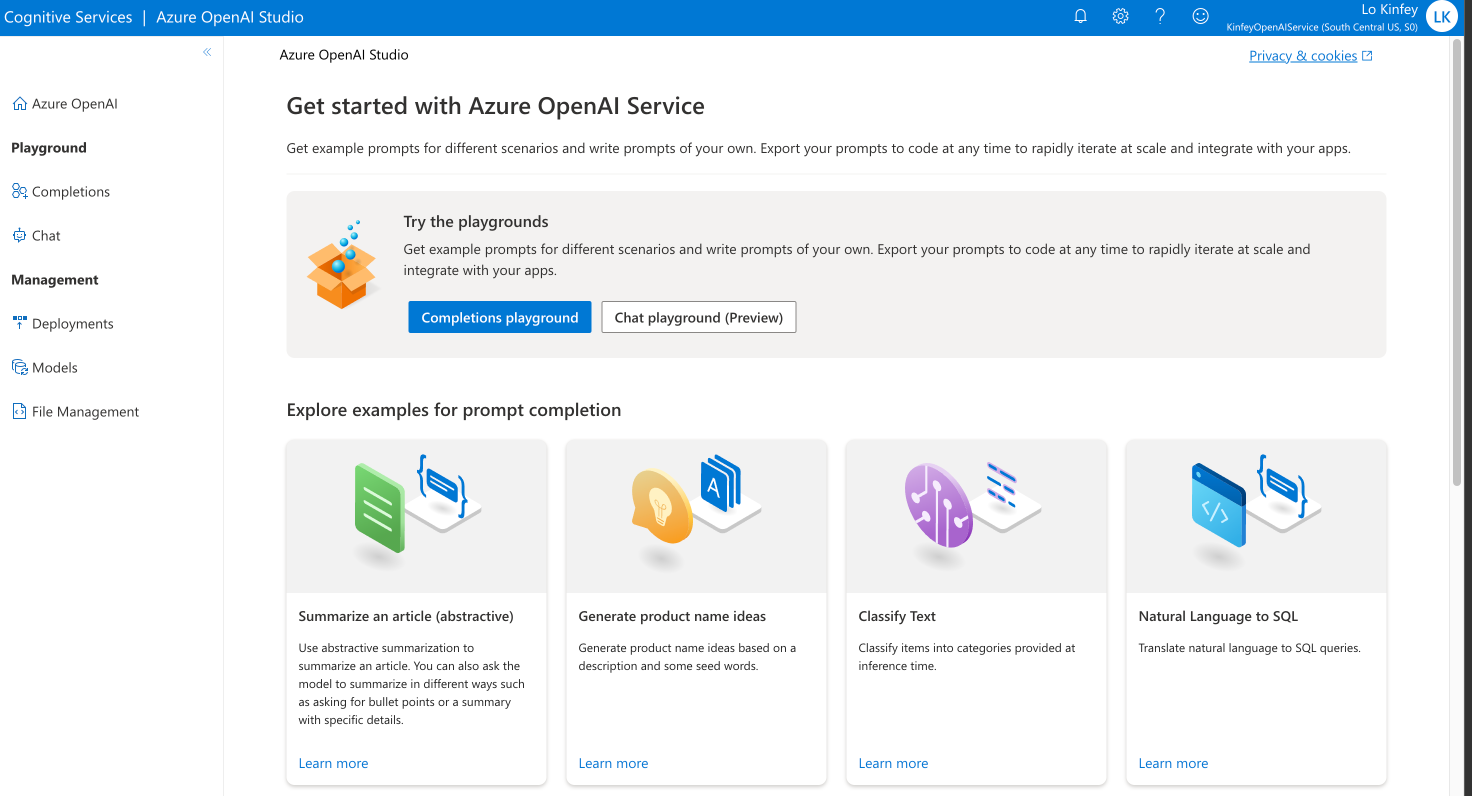 Cognitive Services | Azure OpenAI Studio
Lo Kinfey
KinfeyOpenAIService (South Central US, S0)
LK
Azure OpenAI
Playground
Completions
Chat
Management
Deployments
Models
File Management
Azure OpenAI Studio
Privacy & cookies
Get started with Azure OpenAI Service
Get example prompts for different scenarios and write prompts of your own. Export your prompts to code at any time to rapidly iterate at scale and integrate with your apps.
Try the playgrounds
Get example prompts for different scenarios and write prompts of your own. Export your prompts to code at any time to rapidly iterate at scale and
integrate with your apps.
Completions playground
Chat playground (Preview)
Explore examples for prompt completion
Summarize an article (abstractive)
Use abstractive summarization to
summarize an article. You can also ask the
model to summarize in different ways such
as asking for bullet points or a summary
with specific details.
Learn more
A
Generate product name ideas
Generate product name ideas based on a
description and some seed words.
Learn more
Classify Text
Classify items into categories provided at
inference time.
Learn more
</>
Natural Language to SQL
Translate natural language to SQL queries.
Learn more